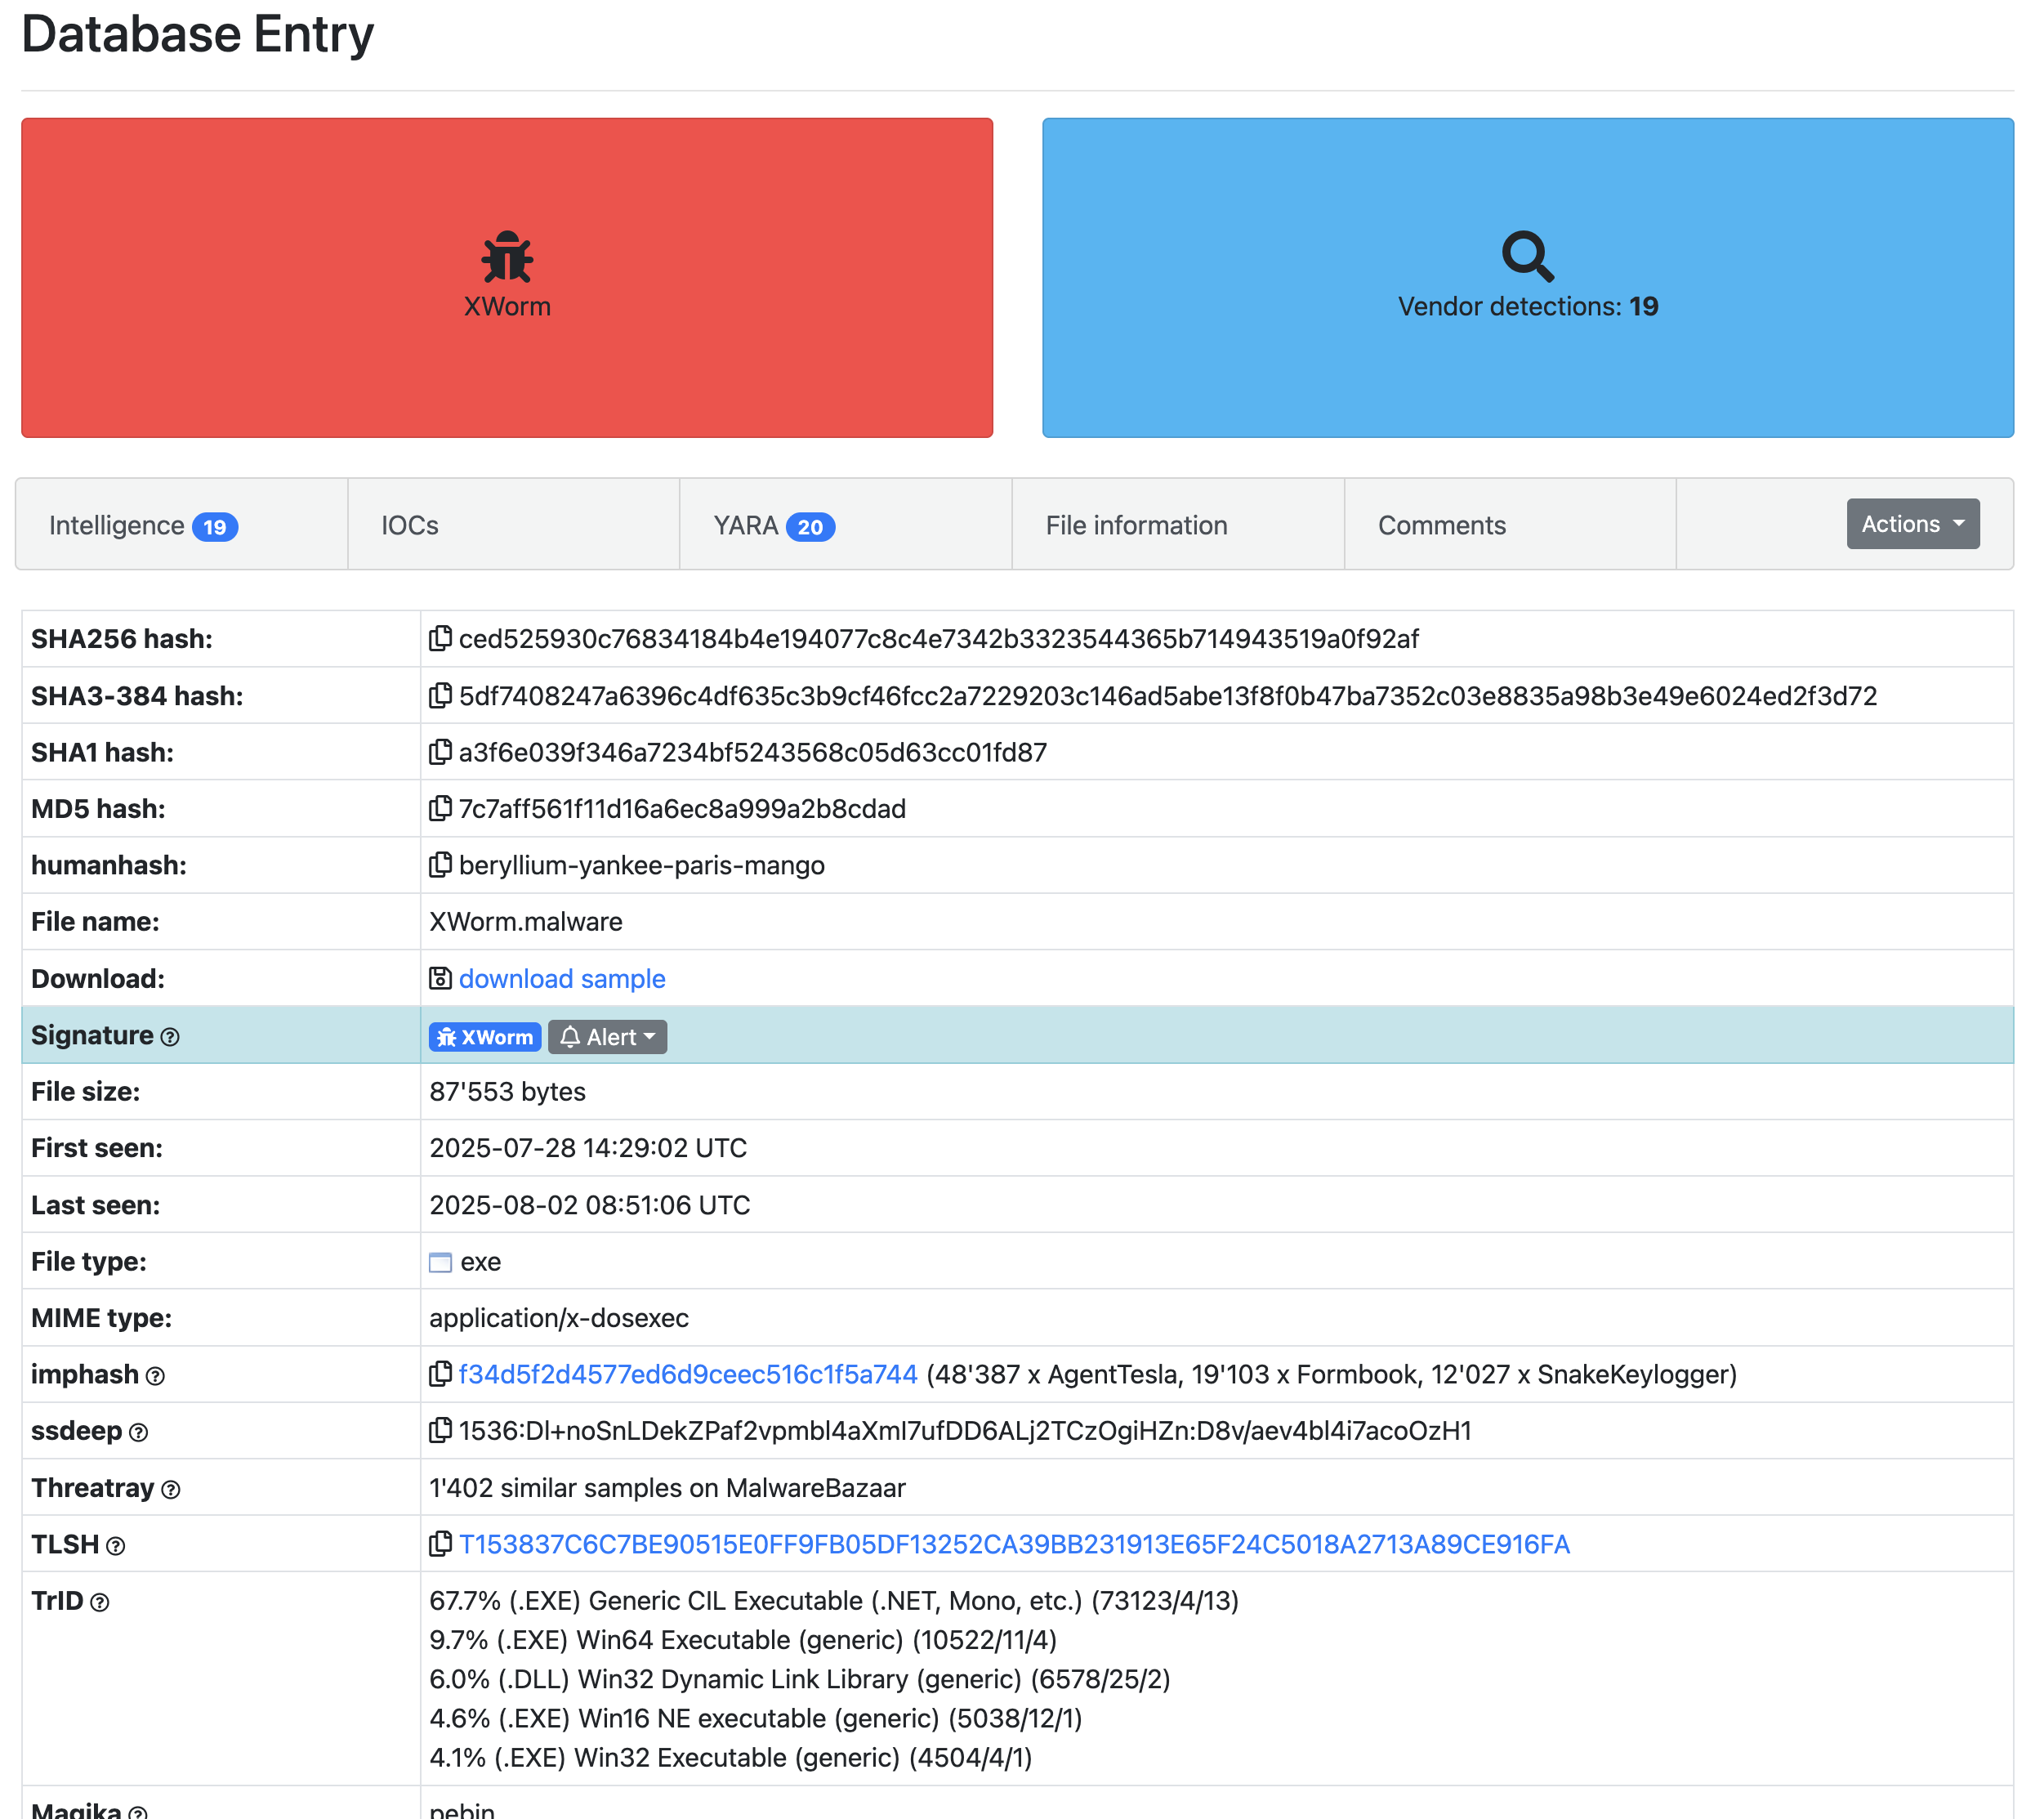 Database Entry
XWorm
Vendor detections: 19
Intelligence 19
IOCs
YARA 20
File information
Comments
Actions
SHA256 hash: ced525930c76834184b4e194077c8c4e7342b3323544365b714943519a0f92af
SHA3-384 hash: 5df7408247a6396c4df635c3b9cf46fcc2a7229203c146ad5abe13f8f0b47ba7352c03e8835a98b3e49e6024ed2f3d72
SHA1 hash: a3f6e039f346a7234bf5243568c05d63cc01fd87
MD5 hash: 7c7aff561f11d16a6ec8a999a2b8cdad
humanhash: beryllium-yankee-paris-mango
File name: XWorm.malware
Download: download sample
Signature XWorm Alert
File size: 87'553 bytes
First seen: 2025-07-28 14:29:02 UTC
Last seen: 2025-08-02 08:51:06 UTC
File type: exe
MIME type: application/x-dosexec
imphash f34d5f2d4577ed6d9ceec516c1f5a744 (48'387 x AgentTesla, 19'103 x Formbook, 12'027 x SnakeKeylogger)
ssdeep 1536:Dl+noSnLDekZPaf2vpmbl4aXmI7ufDD6ALj2TCzOgiHZn:D8v/aev4bl4i7acoOzH1
Threatray 1'402 similar samples on MalwareBazaar
TLSH T153837C6C7BE90515E0FF9FB05DF13252CA39BB231913E65F24C5018A2713A89CE916FA
TrID 67.7% (.EXE) Generic CIL Executable (.NET, Mono, etc.) (73123/4/13)
9.7% (.EXE) Win64 Executable (generic) (10522/11/4)
6.0% (.DLL) Win32 Dynamic Link Library (generic) (6578/25/2)
4.6% (.EXE) Win16 NE executable (generic) (5038/12/1)
4.1% (.EXE) Win32 Executable (generic) (4504/4/1)
Magika pebin